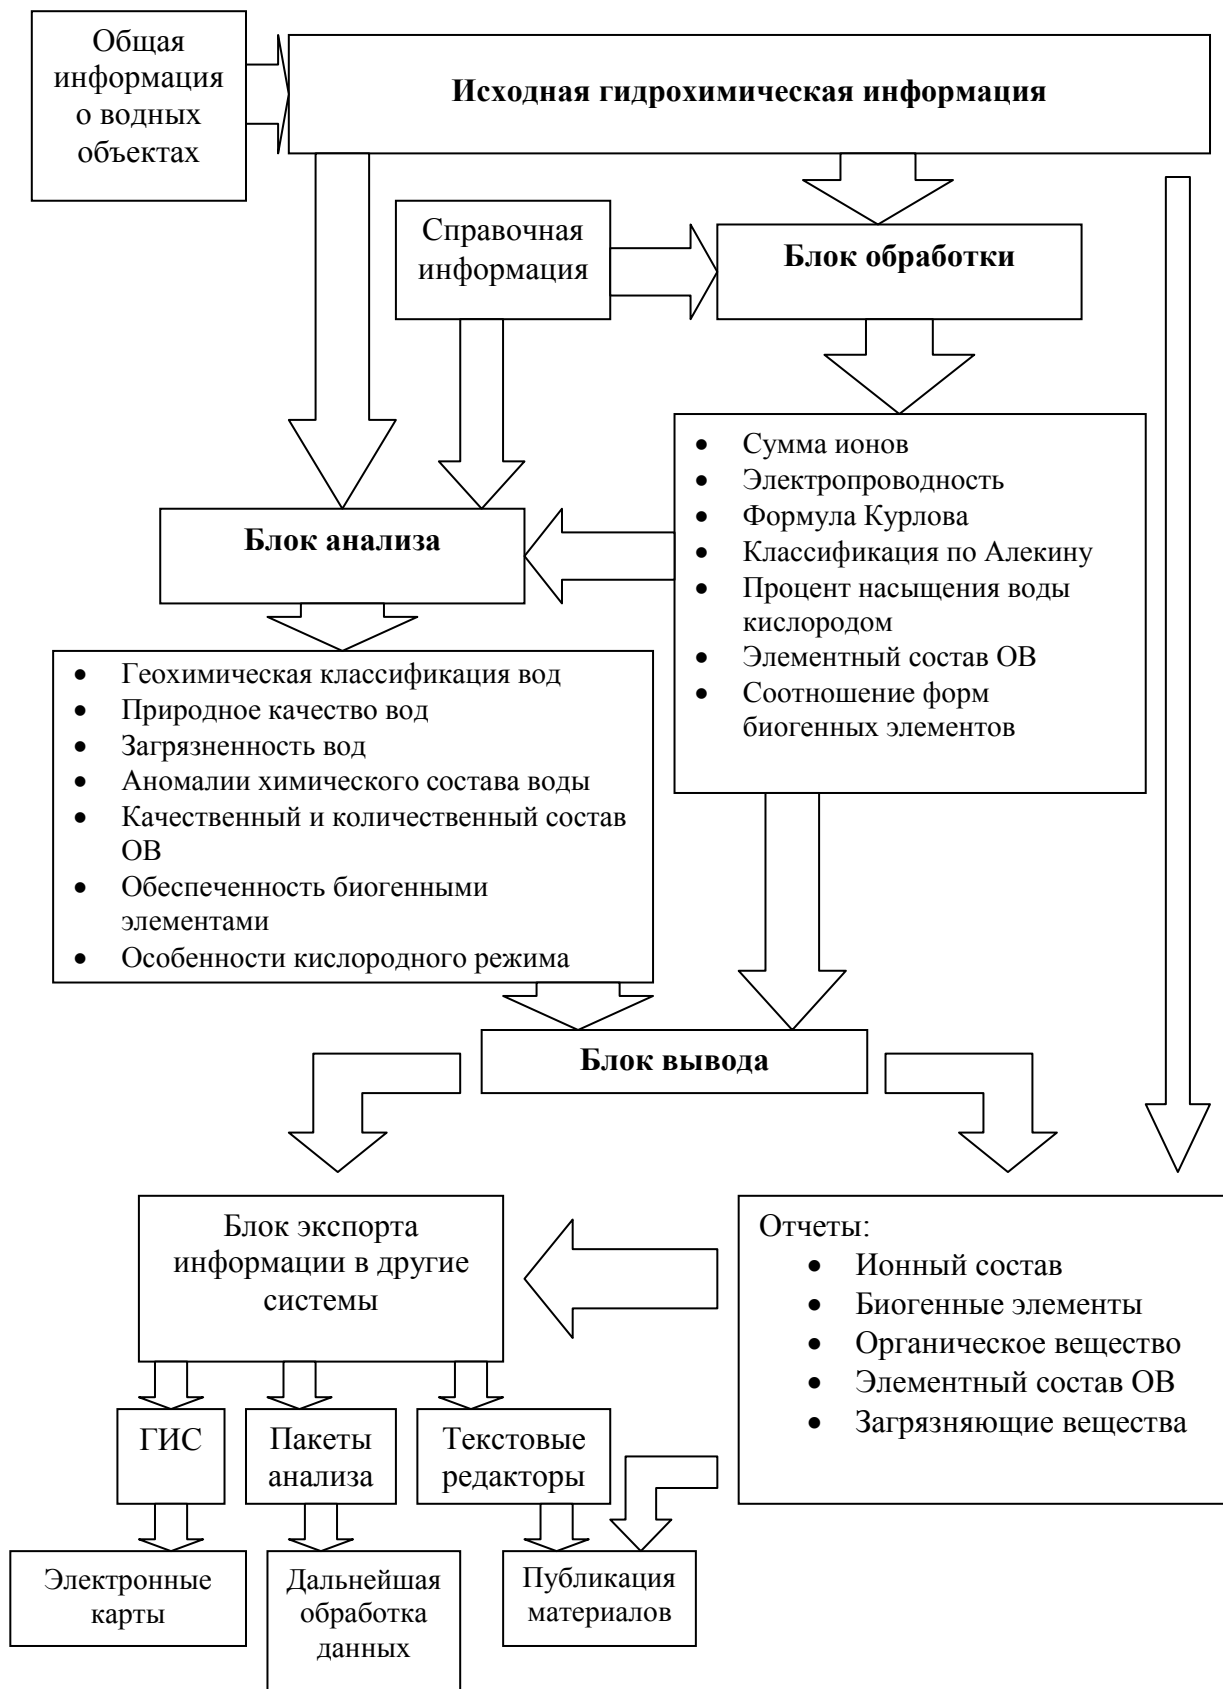 Общая
информация
о водных
объектах
Исходная гидрохимическая информация
Справочная
информация
Блок обработки
• Сумма ионов
• Электропроводность
• Формула Курлова
• Классификация по Алекину
• Процент насыщения воды
кислородом
• Элементный состав ОВ
• Соотношение форм
биогенных элементов
Блок анализа
• Геохимическая классификация вод
• Природное качество вод
• Загрязненность вод
• Аномалии химического состава воды
• Качественный и количественный состав
ОВ
• Обеспеченность биогенными
элементами
• Особенности кислородного режима
Блок вывода
Блок экспорта
информации в другие
системы
Отчеты:
• Ионный состав
• Биогенные элементы
• Органическое вещество
• Элементный состав ОВ
• Загрязняющие вещества
ГИС
Пакеты
анализа
Текстовые
редакторы
Электронные
карты
Дальнейшая
обработка
данных
Публикация
материалов